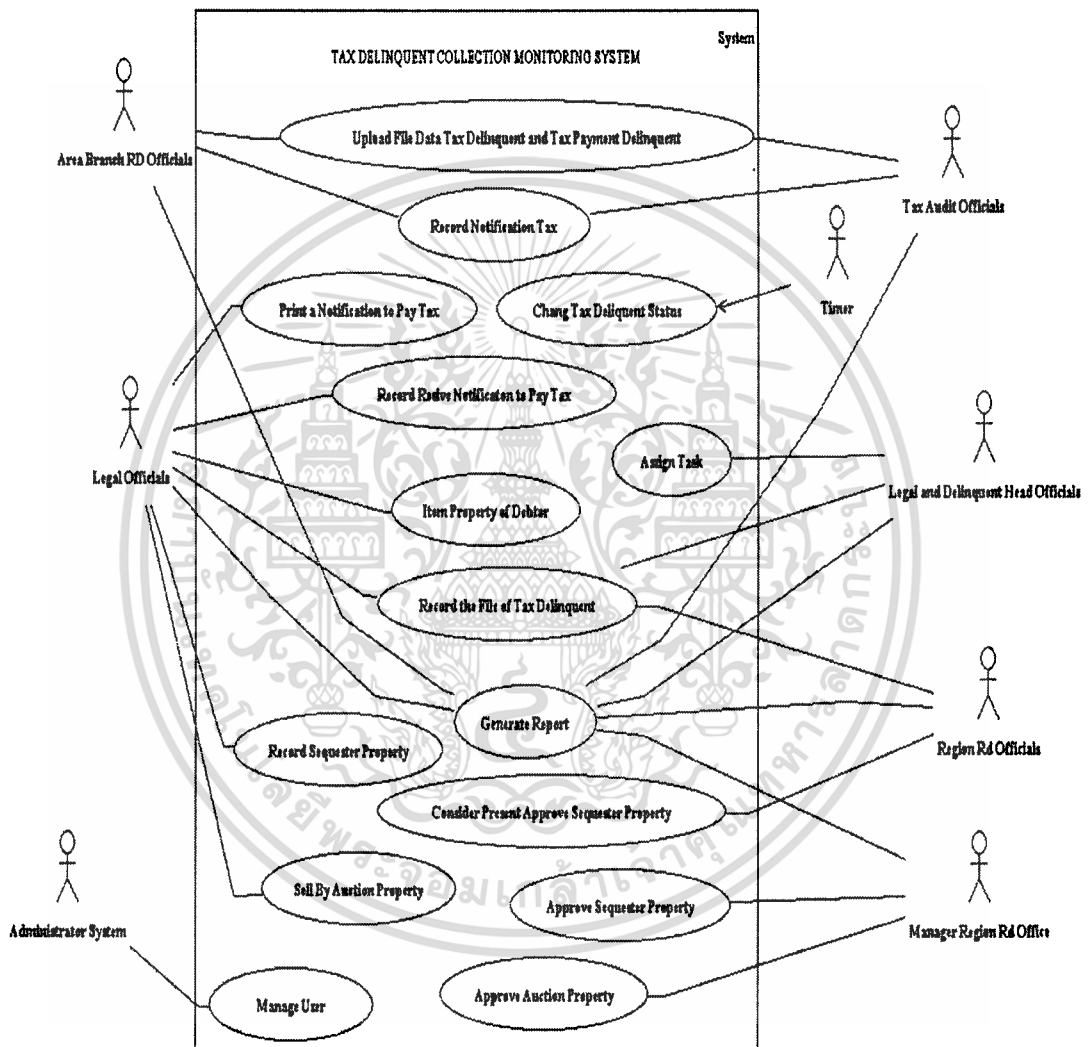 System
TAX DELINQUENT COLLECTION MONITORING SYSTEM
Upload File Data Tax Delinquent and Tax Payment Delinquent
Area Branch RD Officials
Tax Audit Officials
Record Notification Tax
Print a Notification to Pay Tax
Chang Tax Deliquent Status
Timer
Record Recive Notification to Pay Tax
Assign Task
Legal Officials
Legal and Delinquent Head Officials
Item Property of Debtor
Record the File of Tax Delinquent
Generate Report
Record Sequester Property
Region Rd Officials
Consider Present Approve Sequester Property
Sell By Auction Property
Approve Sequester Property
Administrator System
Manager Region Rd Office
Manage User
Approve Auction Property